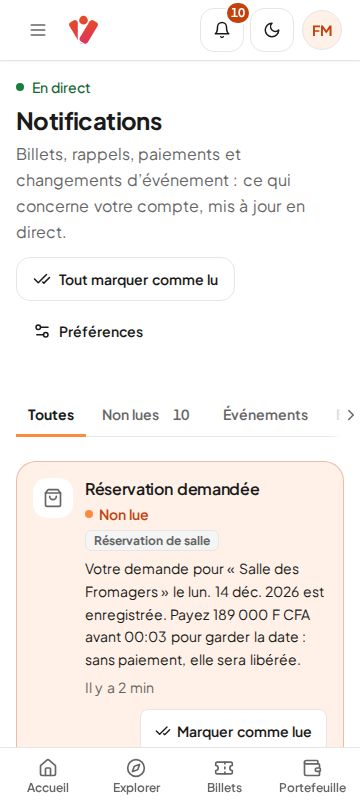 10
FM
En direct
Notifications
Billets, rappels, paiements et
changements d’événement : ce qui
concerne votre compte, mis à jour en
direct.
Tout marquer comme lu
Préférences
Toutes
Non lues 10
Événements
Réservation demandée
Non lue
Réservation de salle
Votre demande pour « Salle des
Fromagers » le lun. 14 déc. 2026 est
enregistrée. Payez 189 000 F CFA
avant 00:03 pour garder la date :
sans paiement, elle sera libérée.
Il y a 2 min
Marquer comme lue
Accueil
Explorer
Billets
Portefeuille